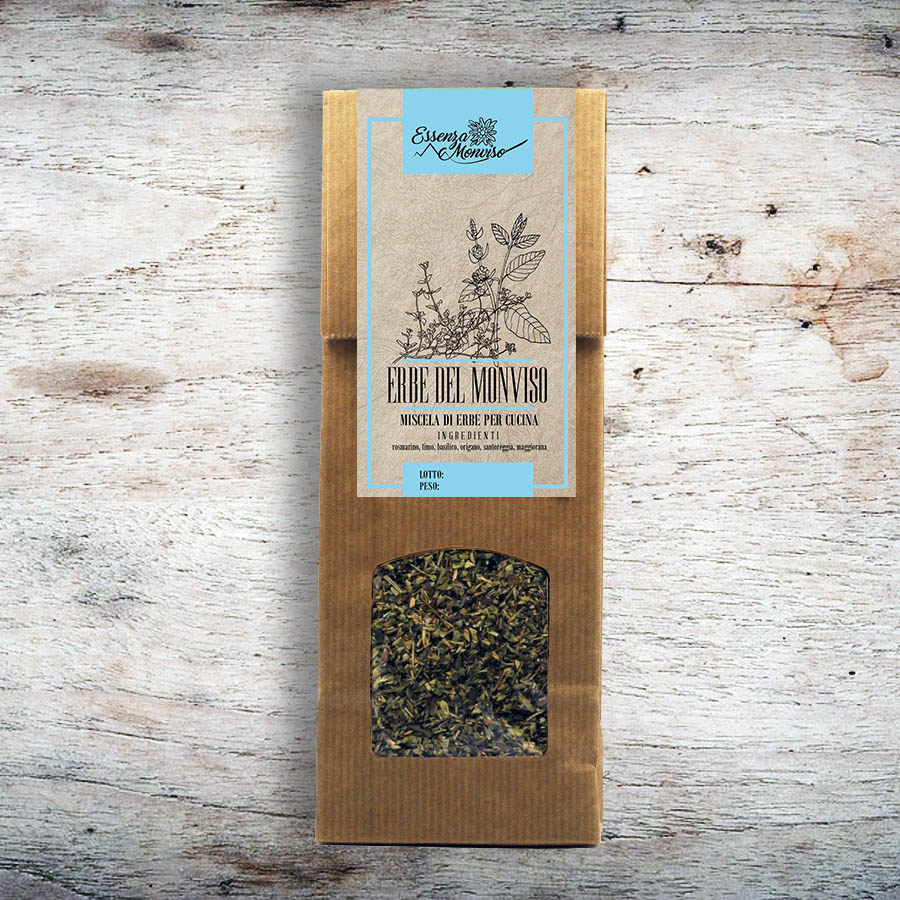 Essenza
Monviso
ERBE DEL MONVISO
MISCELA DI ERBE PER CUCINA
INGREDIENTI
rosmarino, timo, basilico, origano, santoreggia, maggiorana
LOTTO:
PESO: